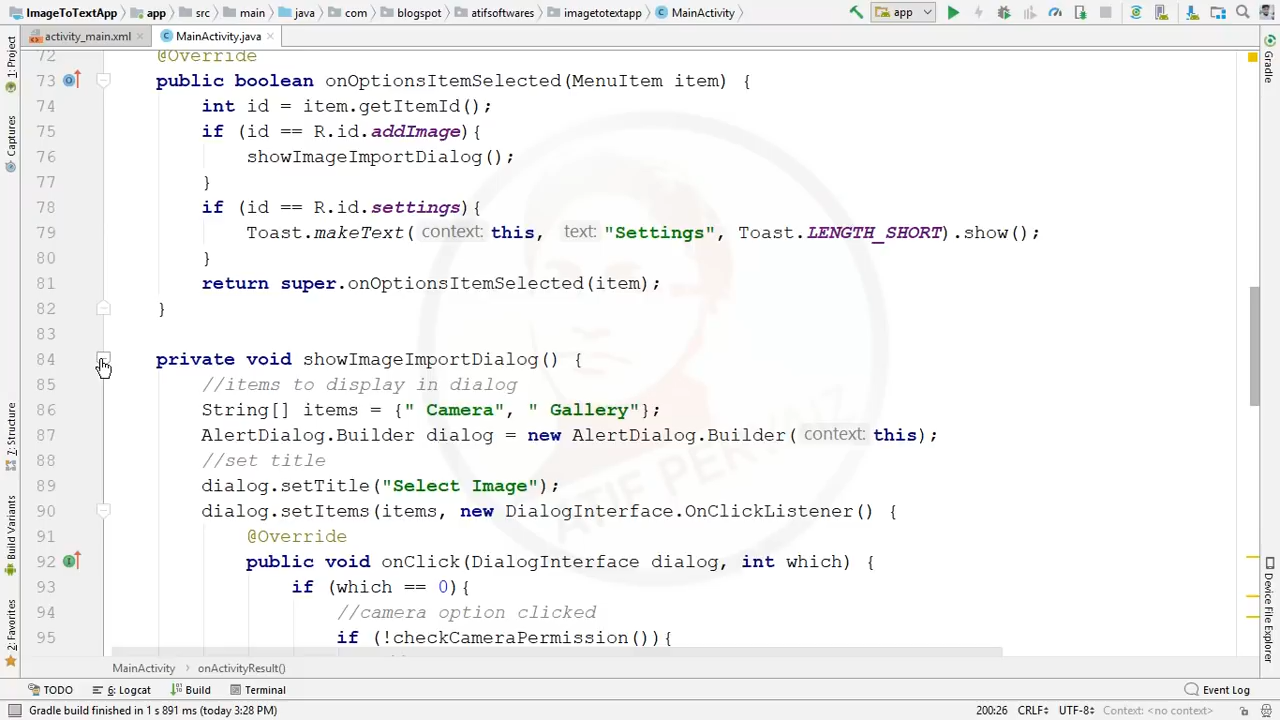 ImageToTextApp app src main java com blogspot atifsoftwares imagetotextapp MainActivity app
activity_main.xml MainActivity.java
1: Project
Captures
7: Structure
Build Variants
2: Favorites
Gradle
Device File Explorer
72 @Override
73 public boolean onOptionsItemSelected(MenuItem item) {
74 int id = item.getItemId();
75 if (id == R.id.addImage){
76 showImageImportDialog();
77 }
78 if (id == R.id.settings){
79 Toast.makeText( context: this, text: "Settings", Toast.LENGTH_SHORT).show();
80 }
81 return super.onOptionsItemSelected(item);
82 }
83
84 private void showImageImportDialog() {
85 //items to display in dialog
86 String[] items = {" Camera", " Gallery"};
87 AlertDialog.Builder dialog = new AlertDialog.Builder( context: this);
88 //set title
89 dialog.setTitle("Select Image");
90 dialog.setItems(items, new DialogInterface.OnClickListener() {
91 @Override
92 public void onClick(DialogInterface dialog, int which) {
93 if (which == 0){
94 //camera option clicked
95 if (!checkCameraPermission()){
ATIF PERVAIZ
MainActivity onActivityResult()
TODO 6: Logcat Build Terminal Event Log
Gradle build finished in 1 s 891 ms (today 3:28 PM) 200:26 CRLF UTF-8 Context: <no context>